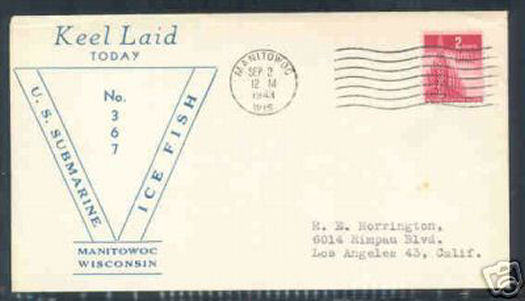 Keel Laid
TODAY
No.
3
6
7
U. S. SUBMARINE
ICE FISH
MANITOWOC
WISCONSIN
MANITOWOC
SEP 2
12 M
1943
WIS.
2
R. E. Norrington,
6014 Rimpau Blvd.
Los Angeles 43, Calif.